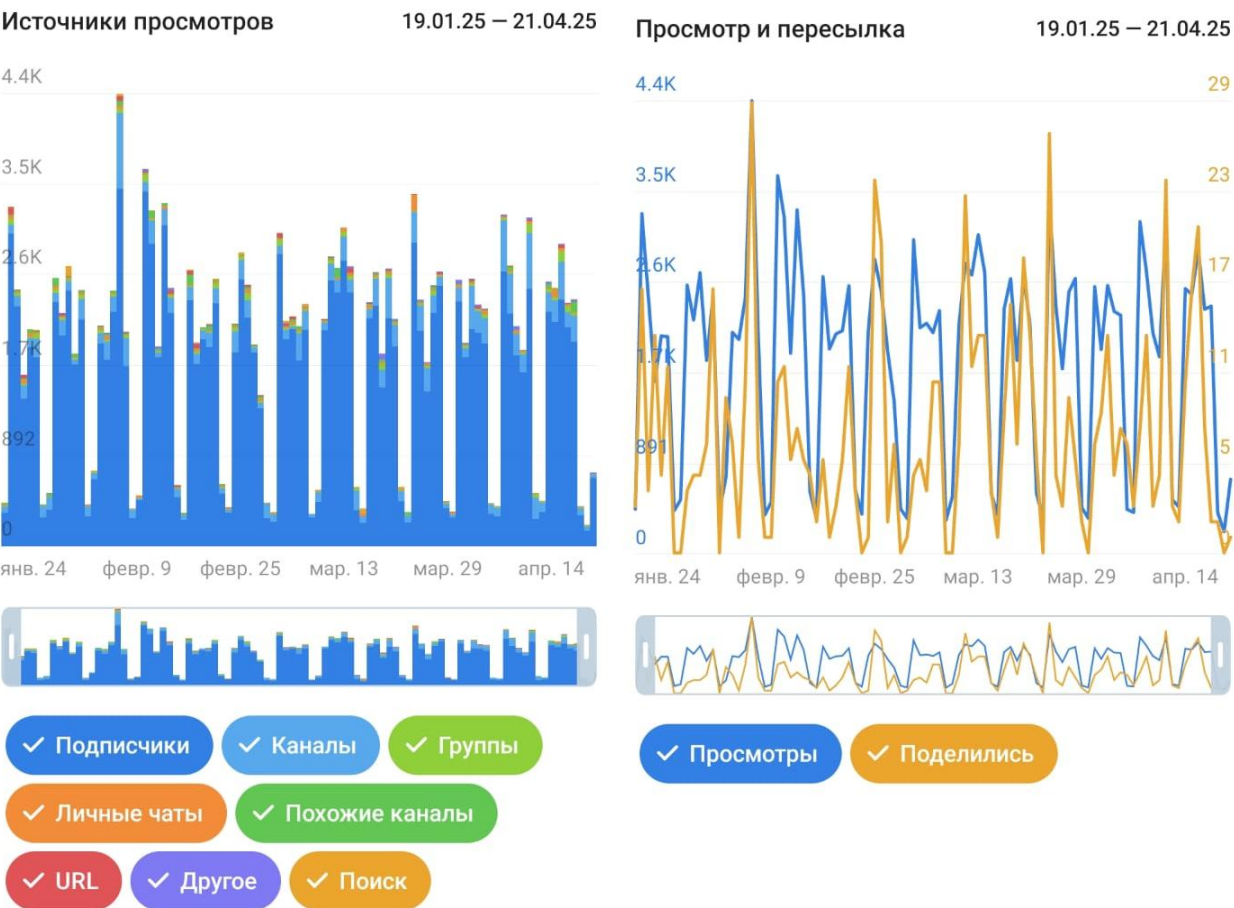 Источники просмотров 19.01.25 — 21.04.25
4.4K
3.5K
2.6K
1.7K
892
0
янв. 24 февр. 9 февр. 25 мар. 13 мар. 29 апр. 14
Подписчики Каналы Группы
Личные чаты Похожие каналы
URL Другое Поиск
Просмотр и пересылка 19.01.25 — 21.04.25
4.4K 29
3.5K 23
2.6K 17
1.7K 11
891 5
0
янв. 24 февр. 9 февр. 25 мар. 13 мар. 29 апр. 14
Просмотры Поделились